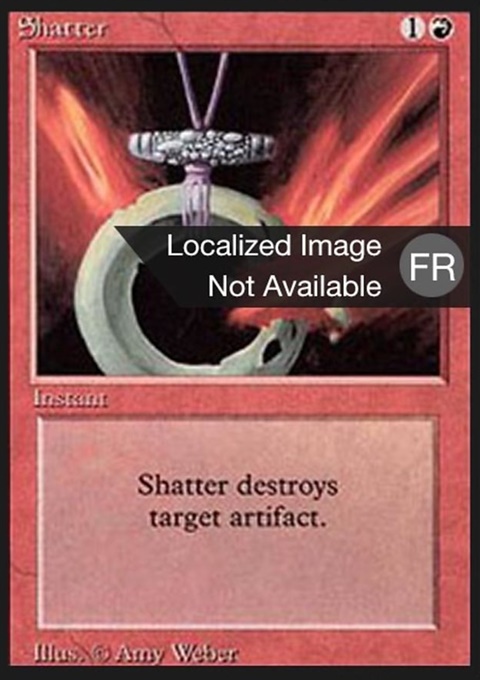 Shatter 1
Localized Image
Not Available
FR
Instant
Shatter destroys
target artifact.
Illus. © Amy Weber